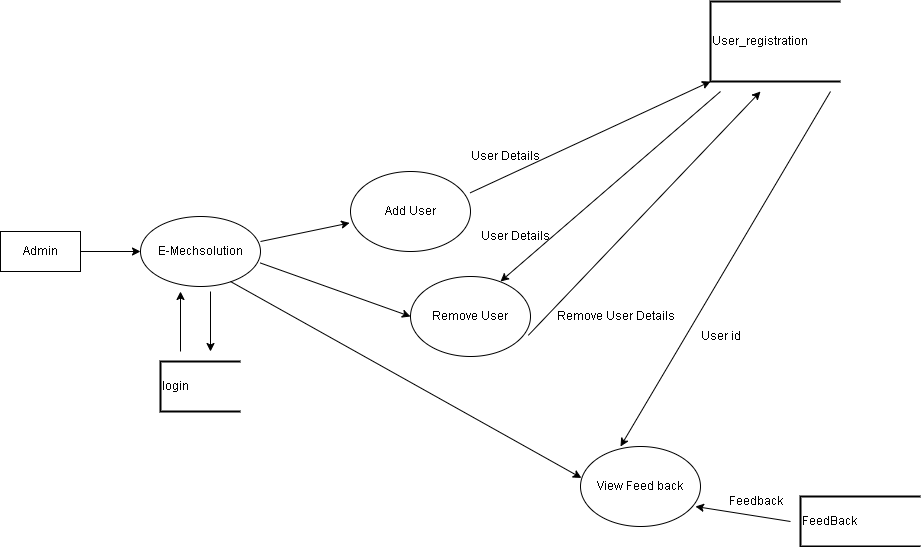 User_registration
User Details
Add User
User Details
Admin
E-Mechsolution
Remove User
Remove User Details
User id
login
View Feed back
Feedback
FeedBack